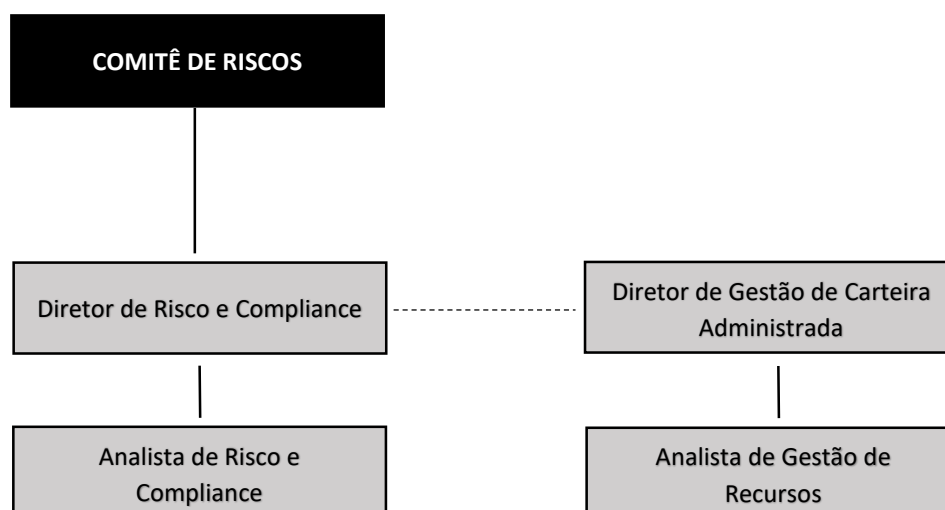 COMITÊ DE RISCOS
Diretor de Risco e Compliance
Diretor de Gestão de Carteira
Administrada
Analista de Risco e
Compliance
Analista de Gestão de
Recursos